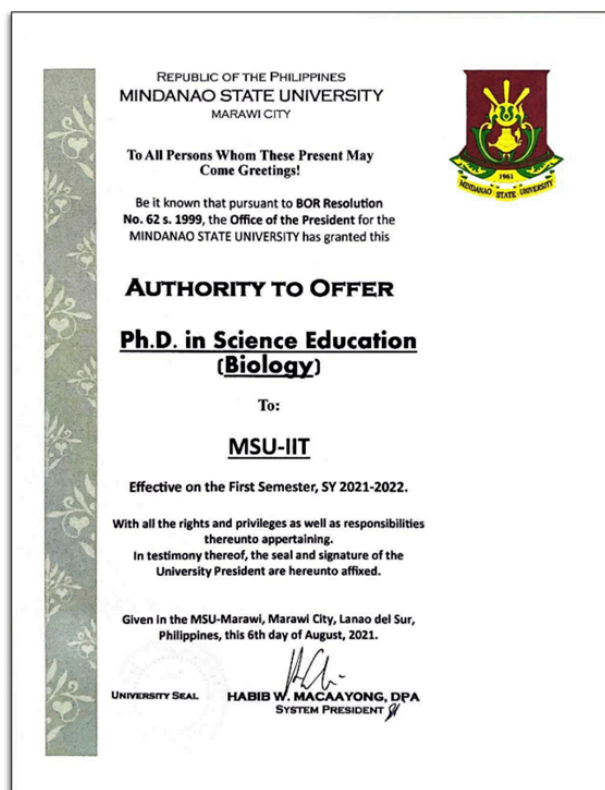 REPUBLIC OF THE PHILIPPINES
MINDANAO STATE UNIVERSITY
MARAWI CITY
1961
MINDANAO STATE UNIVERSITY
To All Persons Whom These Present May
Come Greetings!
Be it known that pursuant to BOR Resolution
No. 62 s. 1999, the Office of the President for the
MINDANAO STATE UNIVERSITY has granted this
AUTHORITY TO OFFER
Ph.D. in Science Education
(Biology)
To:
MSU-IIT
Effective on the First Semester, SY 2021-2022.
With all the rights and privileges as well as responsibilities
thereunto appertaining.
In testimony thereof, the seal and signature of the
University President are hereunto affixed.
Given in the MSU-Marawi, Marawi City, Lanao del Sur,
Philippines, this 6th day of August, 2021.
UNIVERSITY SEAL
HABIB W. MACAAYONG, DPA
SYSTEM PRESIDENT